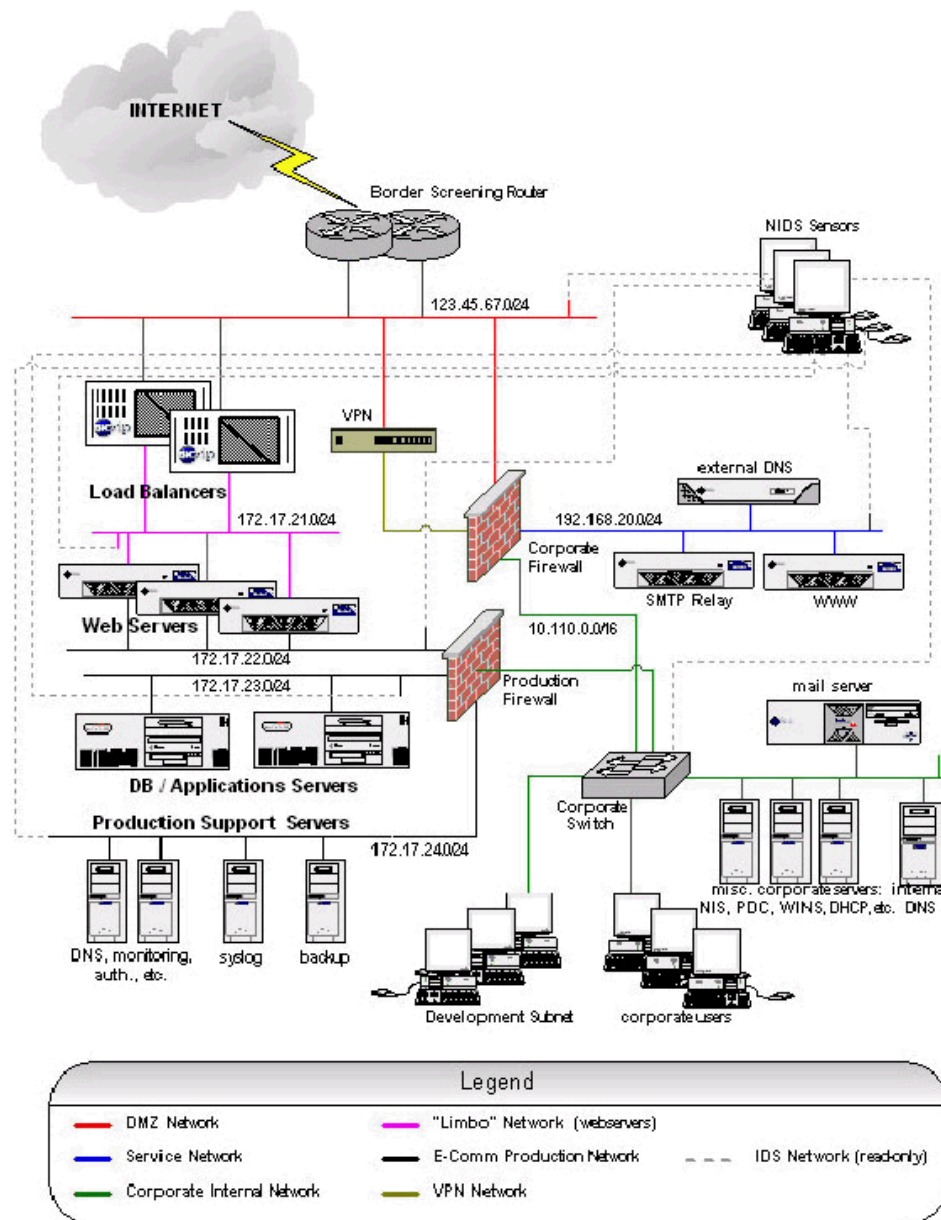 INTERNET
Border Screening Router
NIDS Sensors
123.45.67.0/24
VPN
Load Balancers
external DNS
172.17.21.0/24
192.168.20.0/24
Corporate
Firewall
SMTP Relay
WWW
Web Servers
10.110.0.0/16
172.17.22.0/24
172.17.23.0/24
Production
Firewall
mail server
DB / Applications Servers
Corporate
Switch
Production Support Servers
172.17.24.0/24
misc. corporate servers: interna
NIS, PDC, WINS, DHCP, etc. DNS
DNS, monitoring,
auth., etc.
syslog
backup
Development Subnet
corporate users
Legend
DMZ Network
"Limbo" Network (webservers)
Service Network
E-Comm Production Network
IDS Network (read-only)
Corporate Internal Network
VPN Network